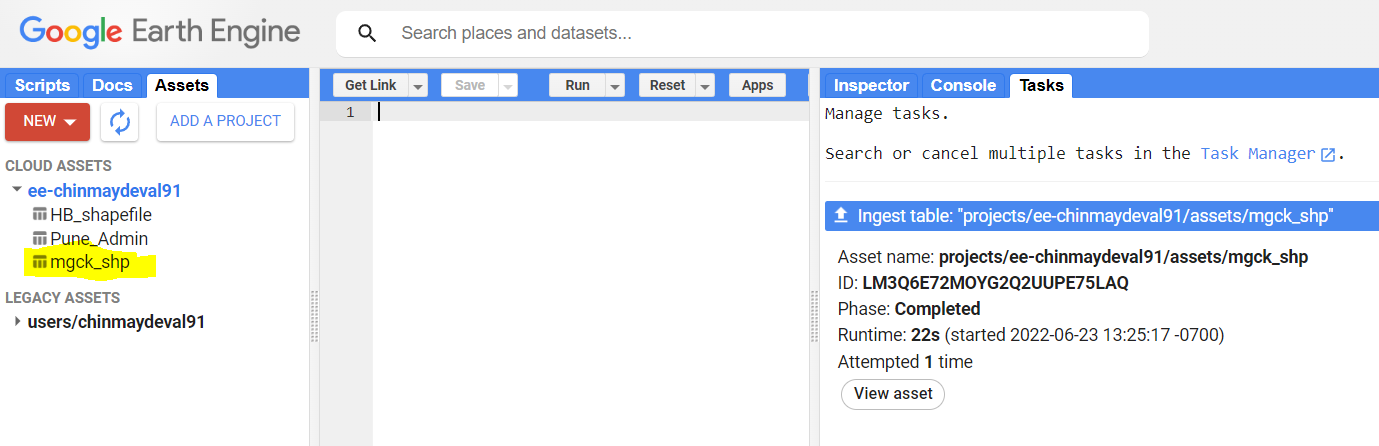 Google Earth Engine
Search places and datasets...
Scripts Docs Assets
NEW
ADD A PROJECT
CLOUD ASSETS
ee-chinmaydeval91
HB_shapefile
Pune_Admin
mgck_shp
LEGACY ASSETS
users/chinmaydeval91
Get Link Save Run Reset Apps
1
Inspector Console Tasks
Manage tasks.
Search or cancel multiple tasks in the Task Manager.
Ingest table: "projects/ee-chinmaydeval91/assets/mgck_shp"
Asset name: projects/ee-chinmaydeval91/assets/mgck_shp
ID: LM3Q6E72MOYG2Q2UUPE75LAQ
Phase: Completed
Runtime: 22s (started 2022-06-23 13:25:17 -0700)
Attempted 1 time
View asset